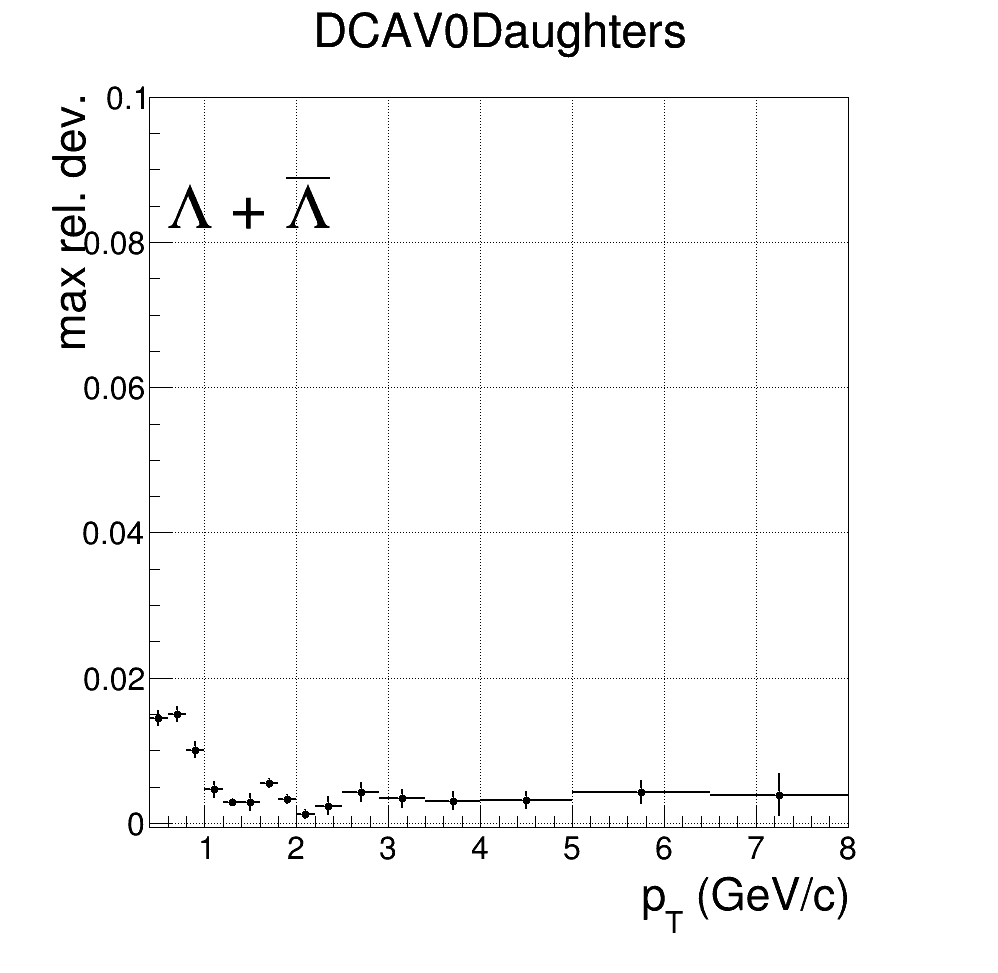 DCAV0Daughters
max rel. dev.
0.1
Λ + Λ̅
0.08
0.06
0.04
0.02
0
1 2 3 4 5 6 7 8
p_T (GeV/c)